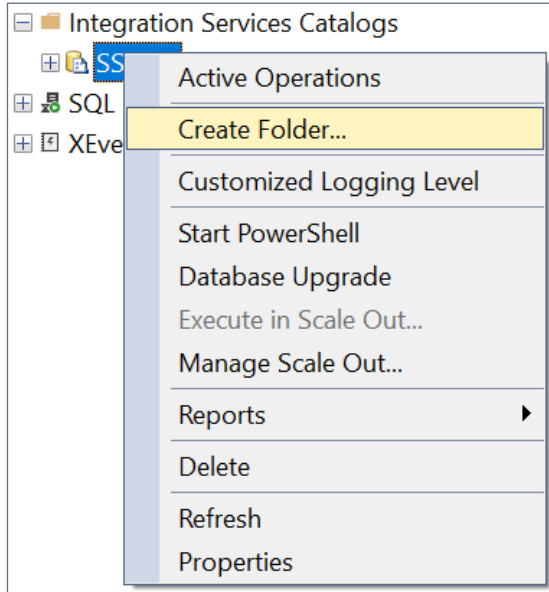 Integration Services Catalogs
SS
SQL
XEve
Active Operations
Create Folder...
Customized Logging Level
Start PowerShell
Database Upgrade
Execute in Scale Out...
Manage Scale Out...
Reports
Delete
Refresh
Properties